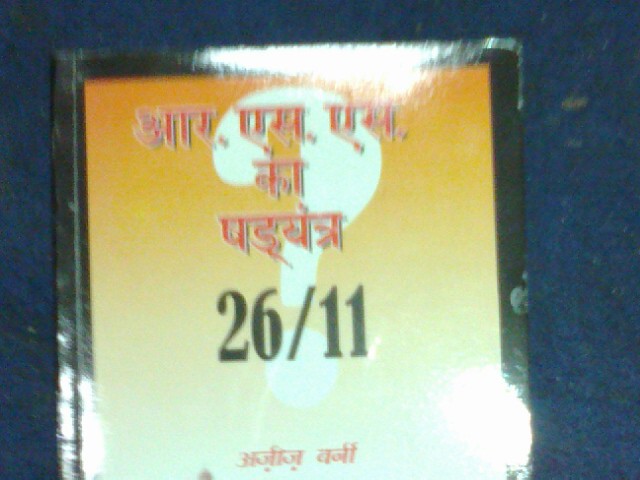 आर. एस. एस.
का
षड्यंत्र
26/11
अज़ीज़ बर्नी